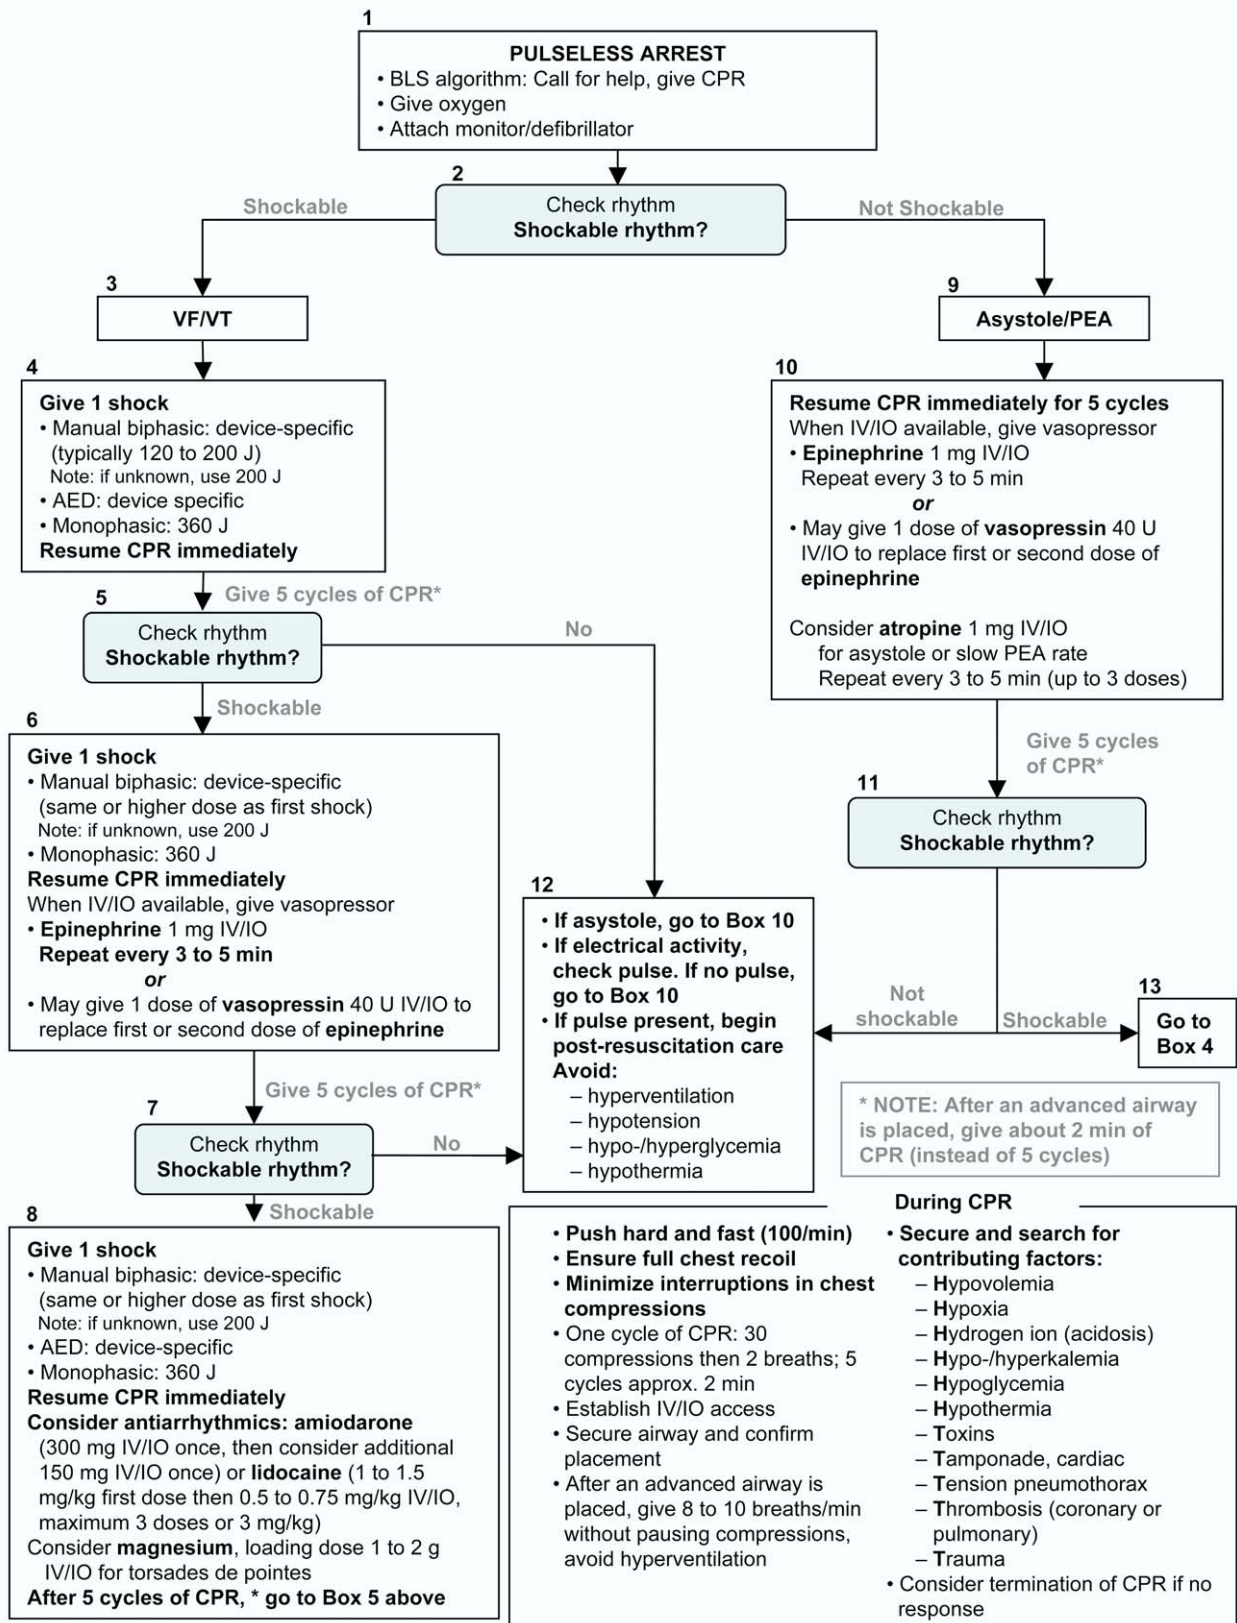 1
PULSELESS ARREST
• BLS algorithm: Call for help, give CPR
• Give oxygen
• Attach monitor/defibrillator
2
Check rhythm
Shockable rhythm?
Shockable
Not Shockable
3
VF/VT
9
Asystole/PEA
4
Give 1 shock
• Manual biphasic: device-specific
(typically 120 to 200 J)
Note: if unknown, use 200 J
• AED: device specific
• Monophasic: 360 J
Resume CPR immediately
Give 5 cycles of CPR*
5
Check rhythm
Shockable rhythm?
No
Shockable
6
Give 1 shock
• Manual biphasic: device-specific
(same or higher dose as first shock)
Note: if unknown, use 200 J
• Monophasic: 360 J
Resume CPR immediately
When IV/IO available, give vasopressor
• Epinephrine 1 mg IV/IO
Repeat every 3 to 5 min
or
• May give 1 dose of vasopressin 40 U IV/IO to
replace first or second dose of epinephrine
Give 5 cycles of CPR*
7
Check rhythm
Shockable rhythm?
No
Shockable
8
Give 1 shock
• Manual biphasic: device-specific
(same or higher dose as first shock)
Note: if unknown, use 200 J
• AED: device-specific
• Monophasic: 360 J
Resume CPR immediately
Consider antiarrhythmics: amiodarone
(300 mg IV/IO once, then consider additional
150 mg IV/IO once) or lidocaine (1 to 1.5
mg/kg first dose then 0.5 to 0.75 mg/kg IV/IO,
maximum 3 doses or 3 mg/kg)
Consider magnesium, loading dose 1 to 2 g
IV/IO for torsades de pointes
After 5 cycles of CPR, * go to Box 5 above
10
Resume CPR immediately for 5 cycles
When IV/IO available, give vasopressor
• Epinephrine 1 mg IV/IO
Repeat every 3 to 5 min
or
• May give 1 dose of vasopressin 40 U
IV/IO to replace first or second dose of
epinephrine
Consider atropine 1 mg IV/IO
for asystole or slow PEA rate
Repeat every 3 to 5 min (up to 3 doses)
Give 5 cycles
of CPR*
11
Check rhythm
Shockable rhythm?
Not
shockable
Shockable
12
• If asystole, go to Box 10
• If electrical activity,
check pulse. If no pulse,
go to Box 10
• If pulse present, begin
post-resuscitation care
Avoid:
– hyperventilation
– hypotension
– hypo-/hyperglycemia
– hypothermia
13
Go to
Box 4
* NOTE: After an advanced airway
is placed, give about 2 min of
CPR (instead of 5 cycles)
During CPR
• Push hard and fast (100/min)
• Ensure full chest recoil
• Minimize interruptions in chest
compressions
• One cycle of CPR: 30
compressions then 2 breaths; 5
cycles approx. 2 min
• Establish IV/IO access
• Secure airway and confirm
placement
• After an advanced airway is
placed, give 8 to 10 breaths/min
without pausing compressions,
avoid hyperventilation
• Secure and search for
contributing factors:
– Hypovolemia
– Hypoxia
– Hydrogen ion (acidosis)
– Hypo-/hyperkalemia
– Hypoglycemia
– Hypothermia
– Toxins
– Tamponade, cardiac
– Tension pneumothorax
– Thrombosis (coronary or
pulmonary)
– Trauma
• Consider termination of CPR if no
response